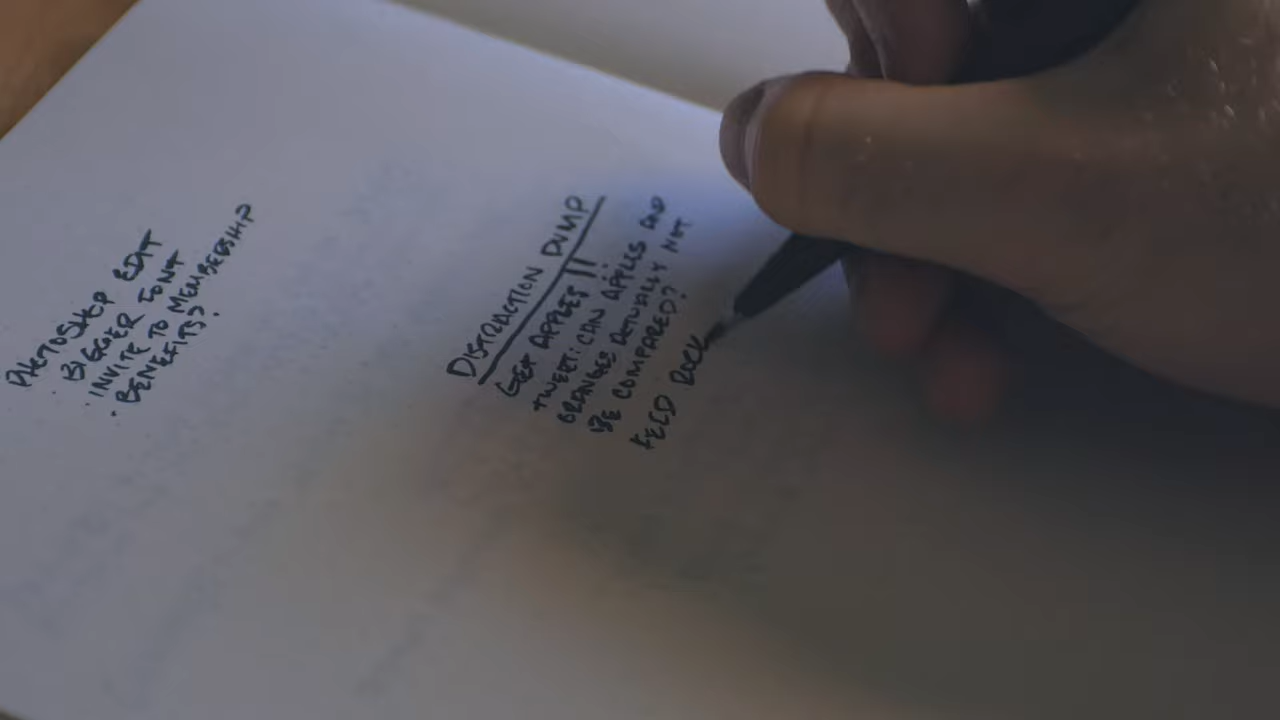 PHOTOSHOP EDIT
· BIGGER FONT
· INVITE TO MEMBERSHIP
· BENEFITS?
DISTRACTION DUMP
GET APPLES!!
TWEET: CAN APPLES AND
ORANGES ACTUALLY NOT
BE COMPARED?
FELD ROCK